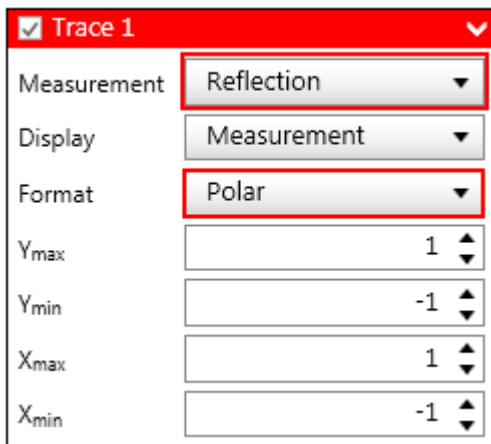 Trace 1
Measurement Reflection
Display Measurement
Format Polar
Ymax 1
Ymin -1
Xmax 1
Xmin -1